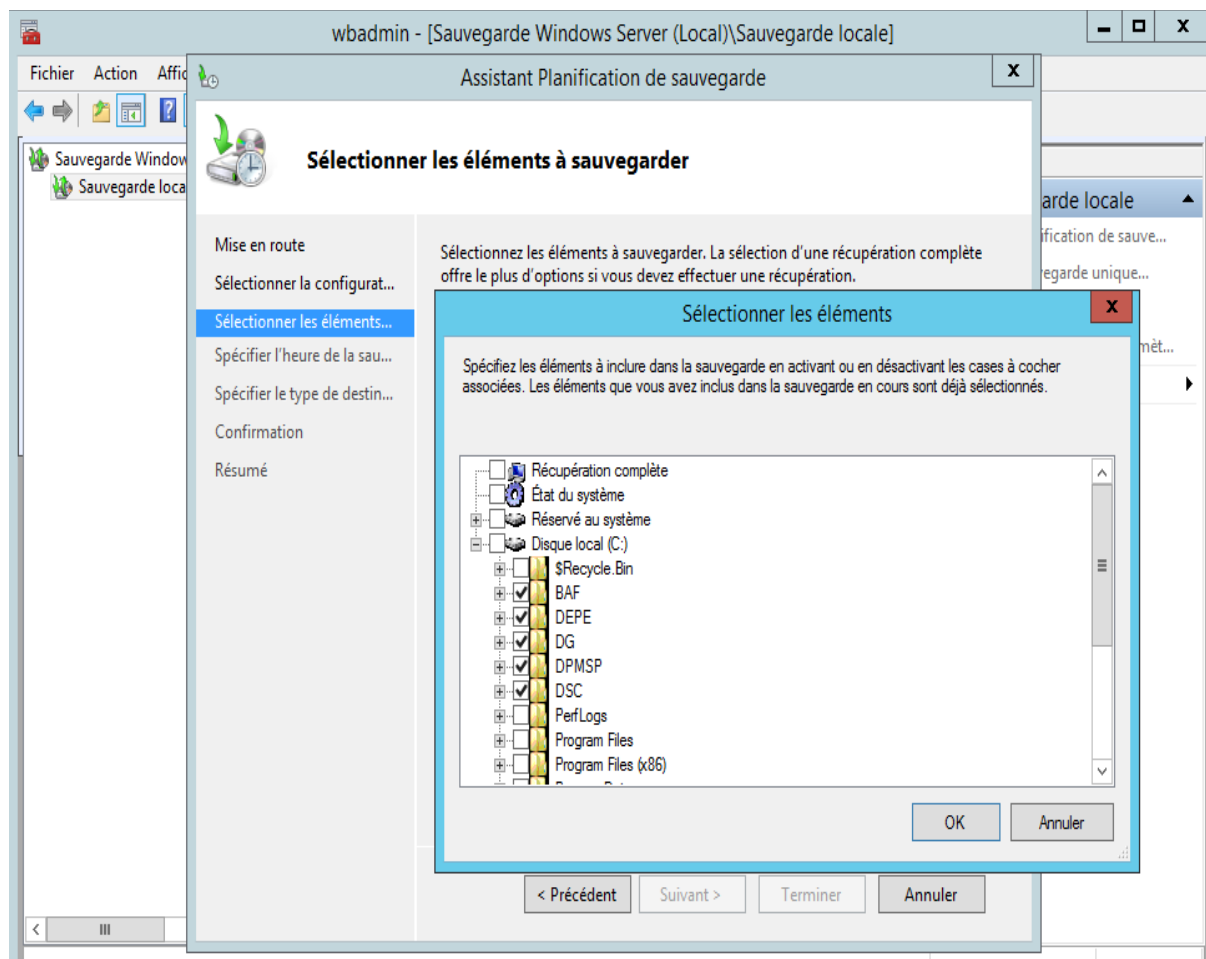 wbadmin - [Sauvegarde Windows Server (Local)\Sauvegarde locale]
Fichier Action Affic
Assistant Planification de sauvegarde
Sauvegarde Window
Sauvegarde loca
Sélectionner les éléments à sauvegarder
Mise en route
Sélectionner la configurat...
Sélectionner les éléments...
Spécifier l'heure de la sau...
Spécifier le type de destin...
Confirmation
Résumé
Sélectionnez les éléments à sauvegarder. La sélection d'une récupération complète
offre le plus d'options si vous devez effectuer une récupération.
Sélectionner les éléments
Spécifiez les éléments à inclure dans la sauvegarde en activant ou en désactivant les cases à cocher
associées. Les éléments que vous avez inclus dans la sauvegarde en cours sont déjà sélectionnés.
Récupération complète
État du système
Réservé au système
Disque local (C:)
$Recycle.Bin
BAF
DEPE
DG
DPMSP
DSC
PerfLogs
Program Files
Program Files (x86)
OK
Annuler
< Précédent
Suivant >
Terminer
Annuler
arde locale
ification de sauve...
egarde unique...
mèt...